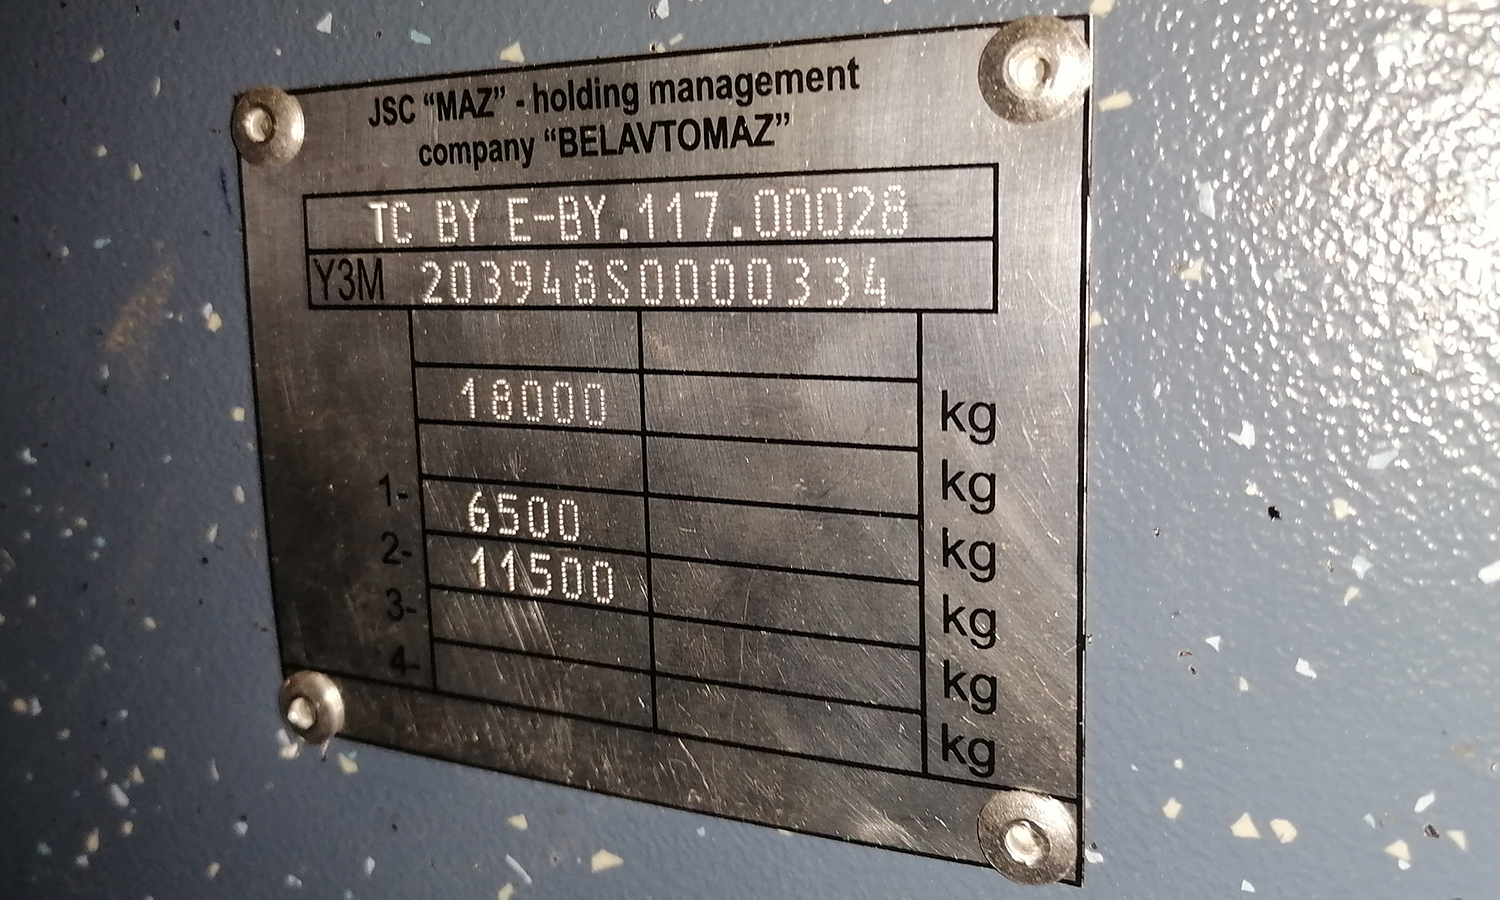 JSC “MAZ” - holding management
company “BELAVTOMAZ”
TC BY E-BY.117.00028
Y3M 203948S0000334
18000 kg
kg
1- 6500 kg
2- 11500 kg
3- kg
4- kg